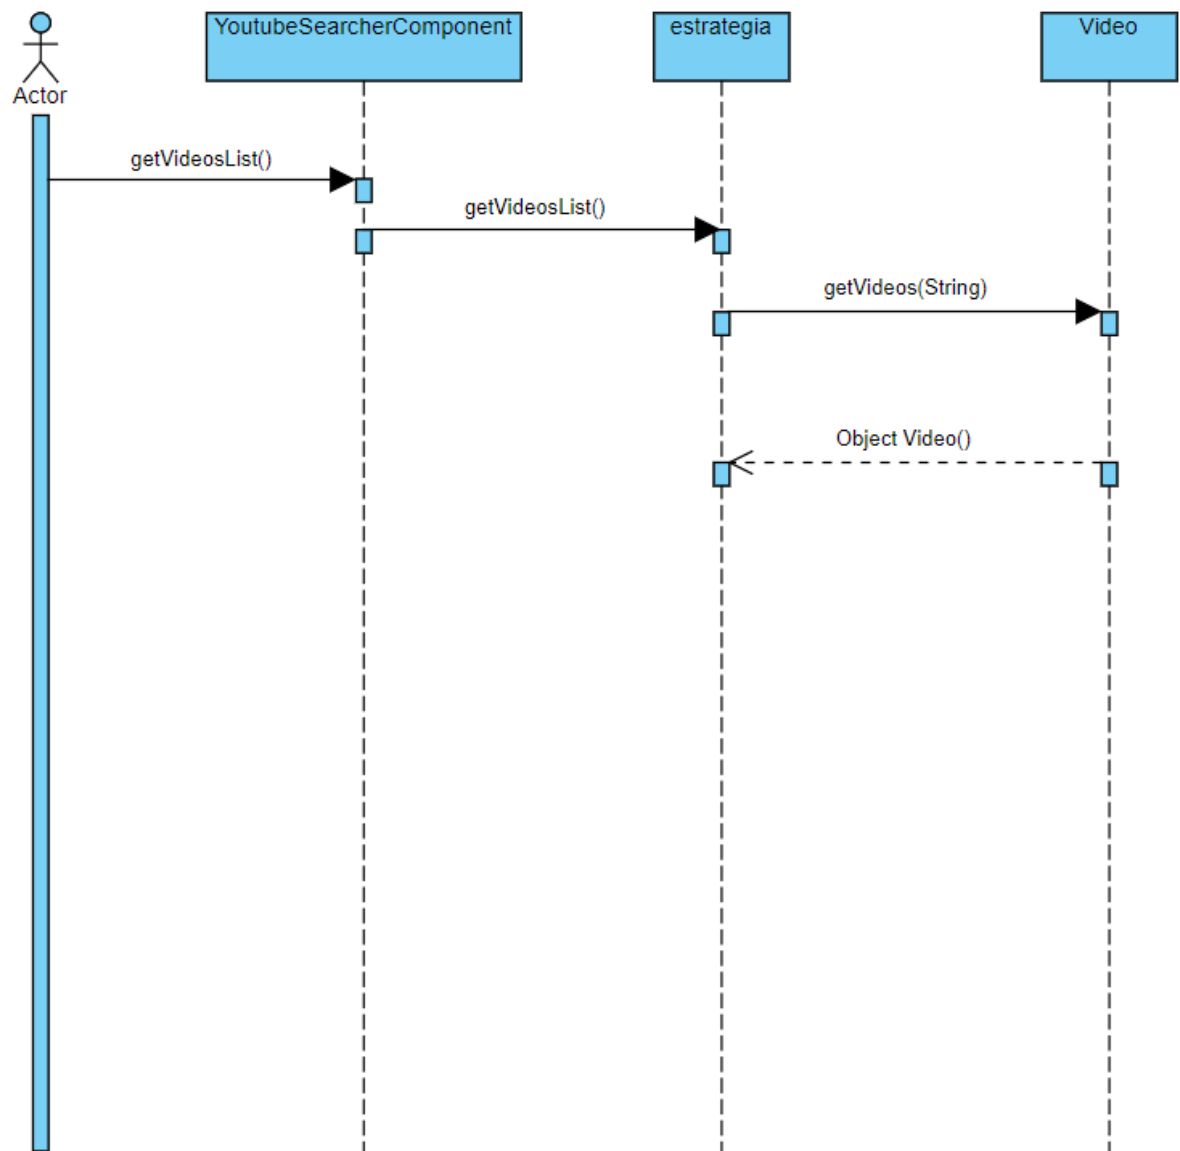 YoutubeSearcherComponent
estrategia
Video
Actor
getVideosList()
getVideosList()
getVideos(String)
Object Video()